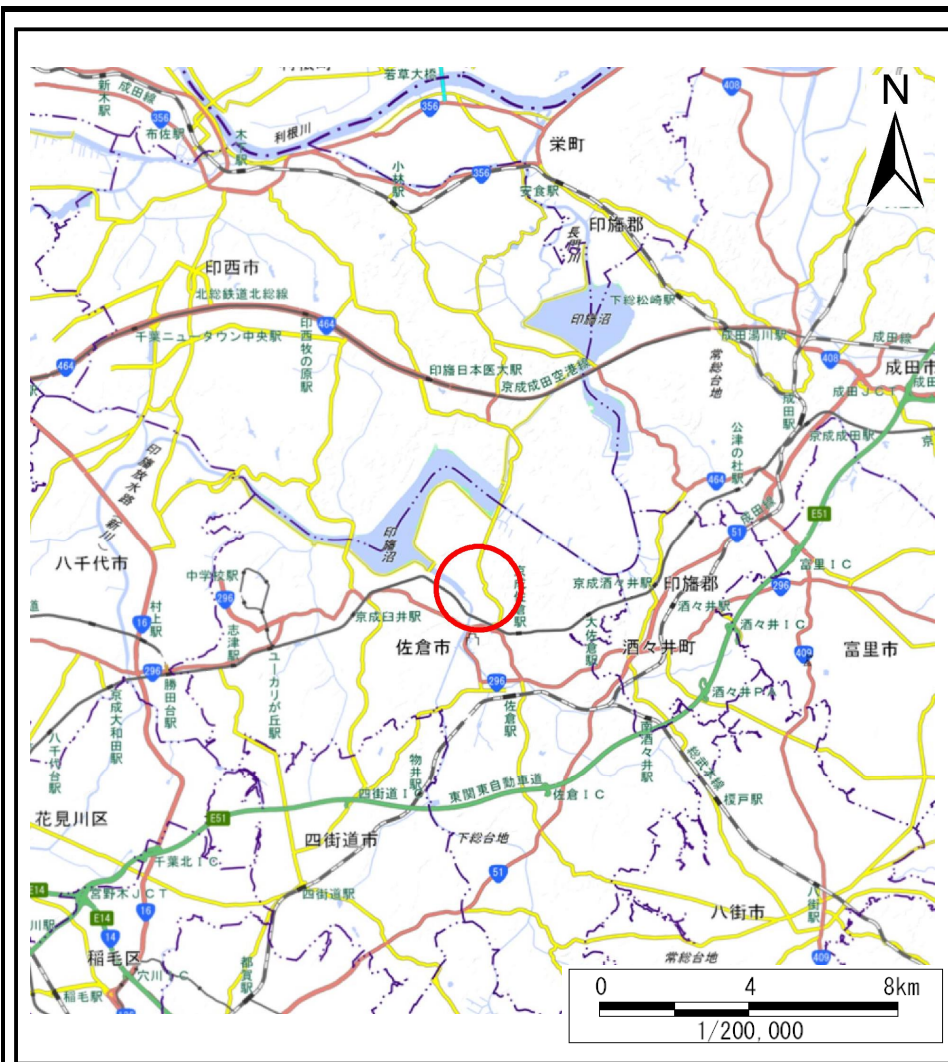 若草大橋
408
N
成田線
新木駅
356
356
布佐駅
木下駅
利根川
栄町
小林駅
356
安食駅
印旛郡
長門川
印西市
北総鉄道北総線
下総松崎駅
464
印旛沼
千葉ニュータウン中央駅
印西牧の原駅
成田湯川駅
成田線
464
印旛日本医大駅
京成成田空港線
常総台地
408
成田市
成田JCT
成田駅
公津の杜駅
京成成田駅
印旛放水路
(新川)
464
成田線
51
E51
印旛沼
八千代市
富里IC
中学校駅
296
京成佐倉駅
京成酒々井駅
印旛郡
296
酒々井駅
村上駅
16
志津駅
京成臼井駅
大佐倉駅
酒々井IC
佐倉市
酒々井町
409
富里市
296
ユーカリが丘駅
勝田台駅
京成大和田駅
296
佐倉駅
酒々井PA
八千代台駅
物井駅
南酒々井駅
総武本線
四街道IC
東関東自動車道
佐倉IC
榎戸駅
花見川区
E51
四街道市
下総台地
千葉北IC
51
E14
宮野木JCT
四街道駅
八街駅
E14
16
八街市
川駅
14
稲毛区
都賀駅
常総台地
409
穴川IC
稲毛駅
0 4 8km
1/200,000